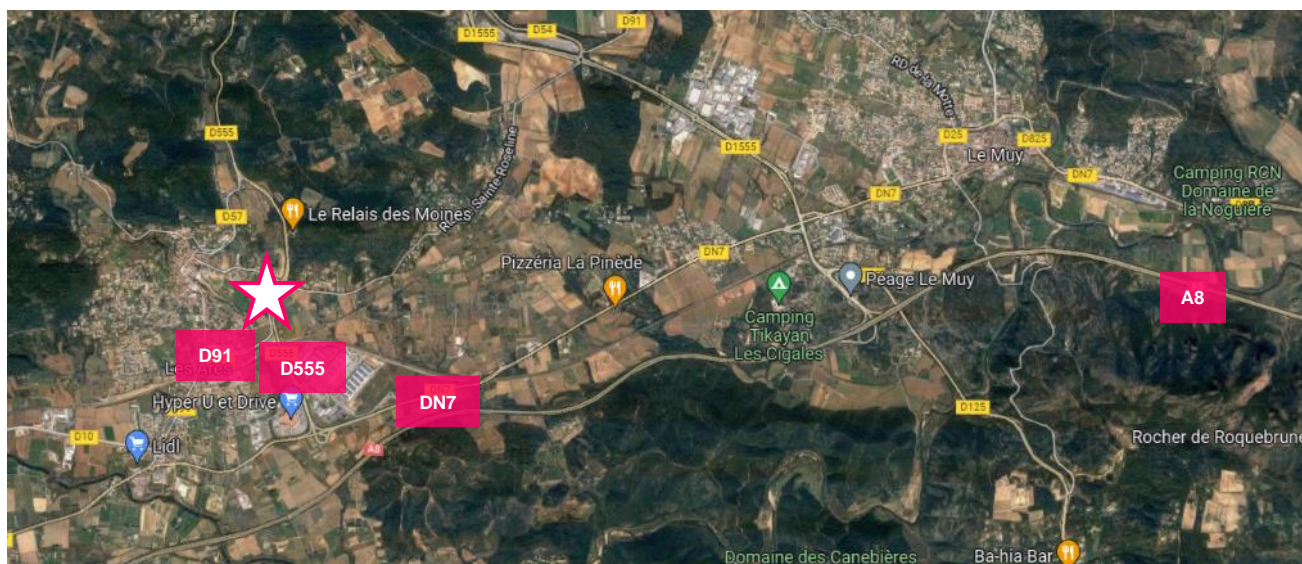 D1555
D54
D91
D555
RD de la Motte
D1555
D25
D825
Le Muy
DN7
Camping RCN
Domaine de
la Noguière
Sainte Roseline
D57
Le Relais des Moines
DN7
DN7
Pizzéria La Pinède
Péage Le Muy
A8
Camping
Tikayan
Les Cigales
D91
D555
D555
Les Arcs
Hyper U et Drive
DN7
D125
D10
Lidl
A8
Rocher de Roquebrune
Domaine des Canebières
Ba-hia Bar